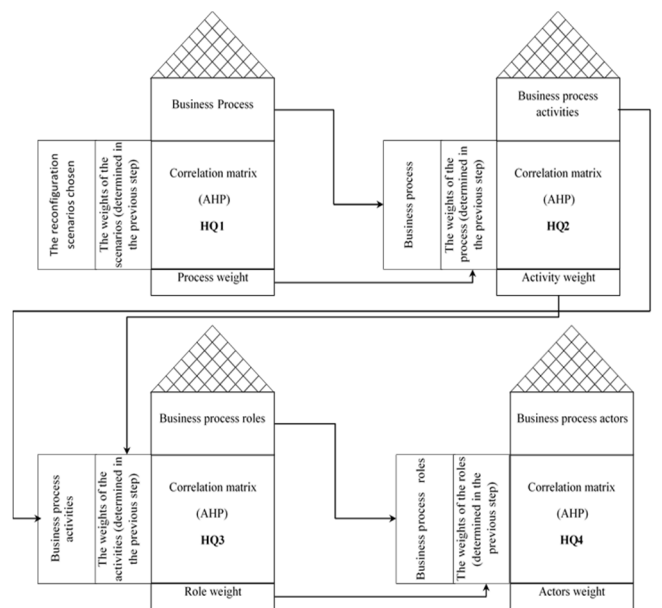 Business Process
The reconfiguration
scenarios chosen
The weights of the
scenarios (determined in
the previous step)
Correlation matrix
(AHP)
HQ1
Process weight
Business process
activities
Business process
The weights of the
process (determined in
the previous step)
Correlation matrix
(AHP)
HQ2
Activity weight
Business process roles
Business process
activities
The weights of the
activities (determined in
the previous step)
Correlation matrix
(AHP)
HQ3
Role weight
Business process actors
Business process roles
The weights of the roles
(determined in the
previous step)
Correlation matrix
(AHP)
HQ4
Actors weight